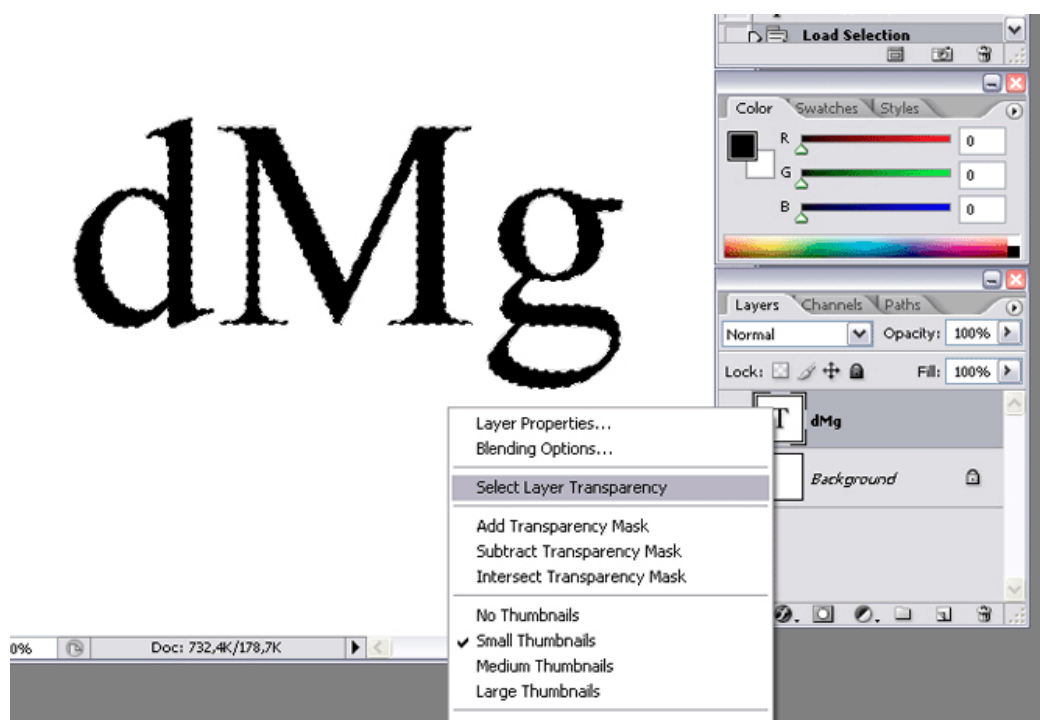 dMg
Load Selection
Color Swatches Styles
R 0
G 0
B 0
Layers Channels Paths
Normal Opacity: 100%
Lock: Fill: 100%
T dMg
Background
Layer Properties...
Blending Options...
Select Layer Transparency
Add Transparency Mask
Subtract Transparency Mask
Intersect Transparency Mask
No Thumbnails
Small Thumbnails
Medium Thumbnails
Large Thumbnails
0% Doc: 732,4K/178,7K